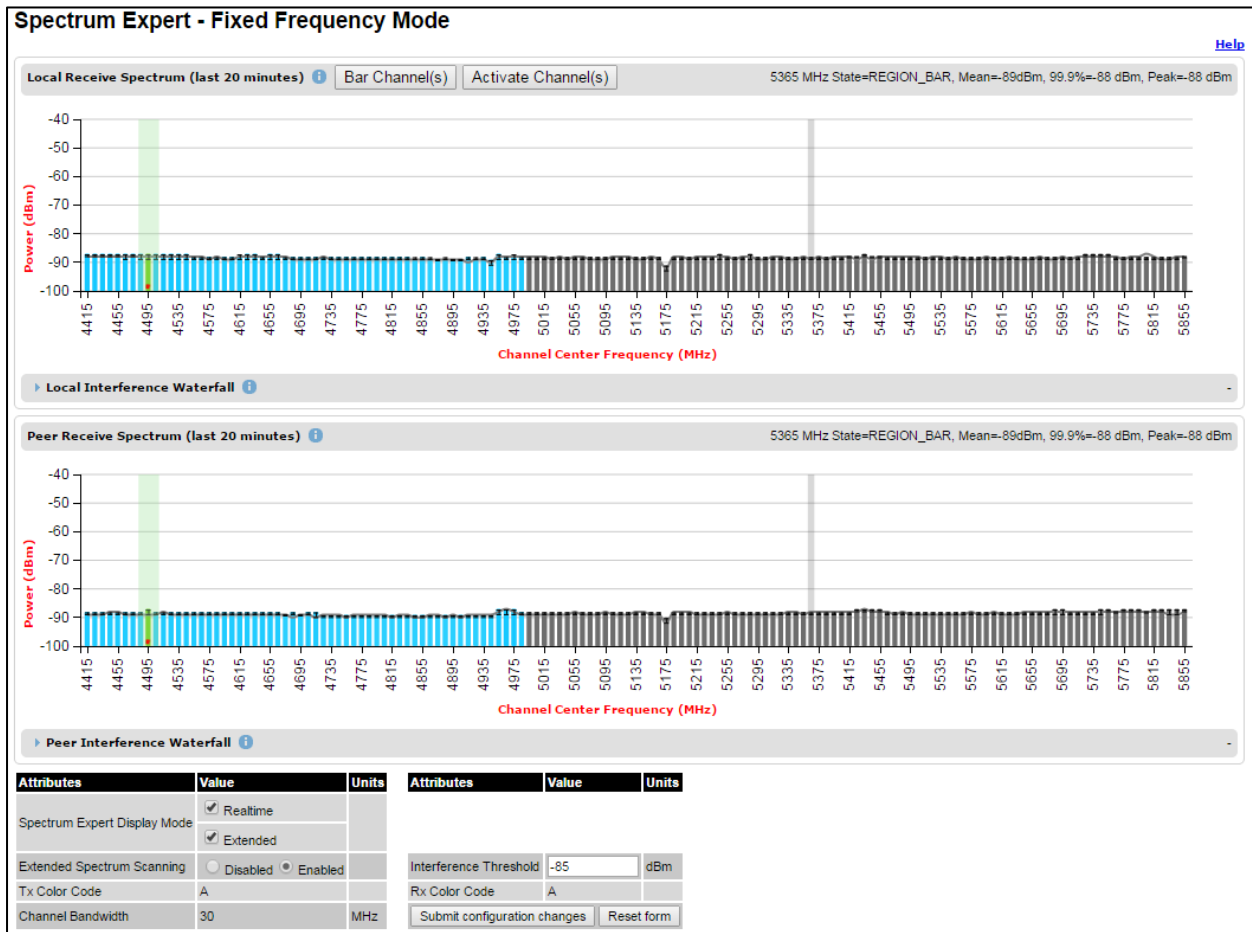 Spectrum Expert - Fixed Frequency Mode
Help
Local Receive Spectrum (last 20 minutes) i Bar Channel(s) Activate Channel(s) 5365 MHz State=REGION_BAR, Mean=-89dBm, 99.9%=-88 dBm, Peak=-88 dBm
-40
-50
-60
-70
-80
-90
-100
Power (dBm)
4415 4455 4495 4535 4575 4615 4655 4695 4735 4775 4815 4855 4895 4935 4975 5015 5055 5095 5135 5175 5215 5255 5295 5335 5375 5415 5455 5495 5535 5575 5615 5655 5695 5735 5775 5815 5855
Channel Center Frequency (MHz)
Local Interference Waterfall i -
Peer Receive Spectrum (last 20 minutes) i 5365 MHz State=REGION_BAR, Mean=-89dBm, 99.9%=-88 dBm, Peak=-88 dBm
-40
-50
-60
-70
-80
-90
-100
Power (dBm)
4415 4455 4495 4535 4575 4615 4655 4695 4735 4775 4815 4855 4895 4935 4975 5015 5055 5095 5135 5175 5215 5255 5295 5335 5375 5415 5455 5495 5535 5575 5615 5655 5695 5735 5775 5815 5855
Channel Center Frequency (MHz)
Peer Interference Waterfall i -
Attributes Value Units Attributes Value Units
Spectrum Expert Display Mode Realtime
Extended
Extended Spectrum Scanning Disabled Enabled Interference Threshold -85 dBm
Tx Color Code A Rx Color Code A
Channel Bandwidth 30 MHz Submit configuration changes Reset form